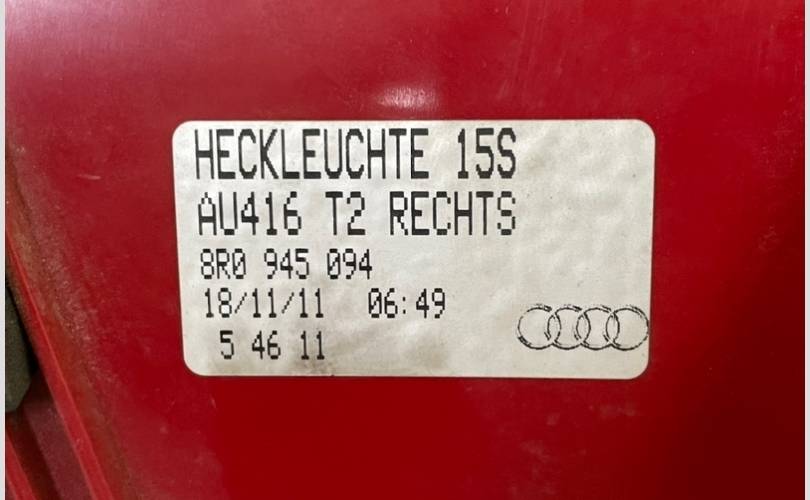 HECKLEUCHTE 15S
AU416 T2 RECHTS
8R0 945 094
18/11/11 06:49
5 46 11